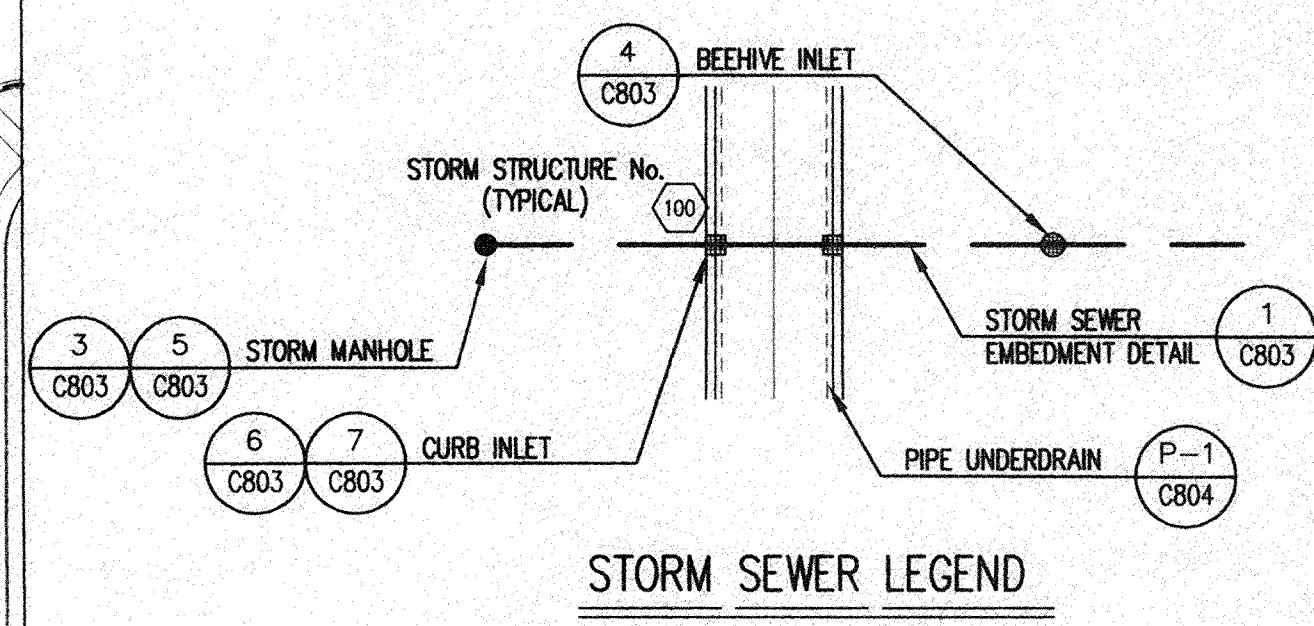 4
C803
BEEHIVE INLET
STORM STRUCTURE No.
(TYPICAL)
100
3
C803
5
C803
STORM MANHOLE
STORM SEWER
EMBEDMENT DETAIL
1
C803
6
C803
7
C803
CURB INLET
PIPE UNDERDRAIN
P-1
C804
STORM SEWER LEGEND